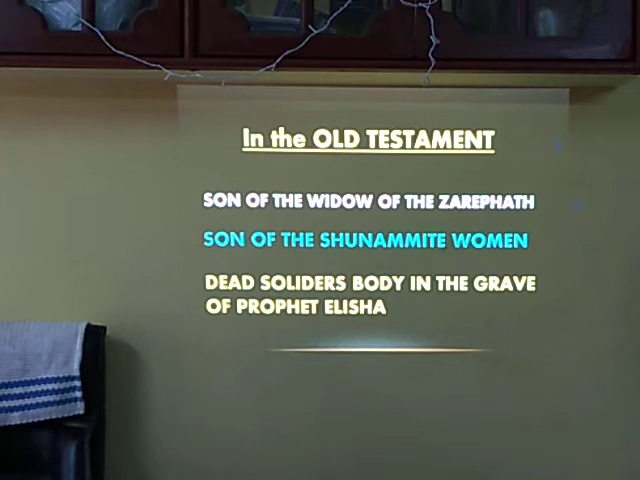 In the OLD TESTAMENT
SON OF THE WIDOW OF THE ZAREPHATH
SON OF THE SHUNAMMITE WOMEN
DEAD SOLIDERS BODY IN THE GRAVE
OF PROPHET ELISHA